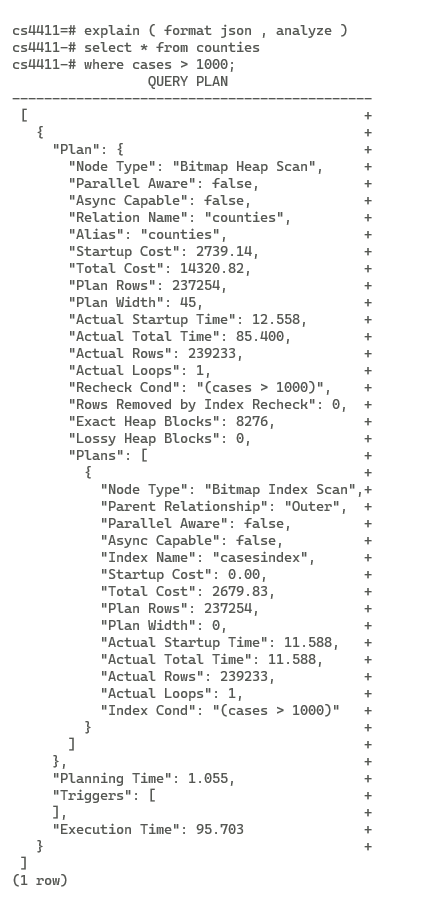 cs4411=# explain ( format json , analyze )
cs4411-# select * from counties
cs4411-# where cases > 1000;
                 QUERY PLAN
---------------------------------------------
 [                                          +
   {                                        +
     "Plan": {                              +
       "Node Type": "Bitmap Heap Scan",     +
       "Parallel Aware": false,             +
       "Async Capable": false,              +
       "Relation Name": "counties",         +
       "Alias": "counties",                 +
       "Startup Cost": 2739.14,             +
       "Total Cost": 14320.82,              +
       "Plan Rows": 237254,                 +
       "Plan Width": 45,                    +
       "Actual Startup Time": 12.558,       +
       "Actual Total Time": 85.400,         +
       "Actual Rows": 239233,               +
       "Actual Loops": 1,                   +
       "Recheck Cond": "(cases > 1000)",    +
       "Rows Removed by Index Recheck": 0,  +
       "Exact Heap Blocks": 8276,           +
       "Lossy Heap Blocks": 0,              +
       "Plans": [                           +
         {                                  +
           "Node Type": "Bitmap Index Scan",+
           "Parent Relationship": "Outer",  +
           "Parallel Aware": false,         +
           "Async Capable": false,          +
           "Index Name": "casesindex",      +
           "Startup Cost": 0.00,            +
           "Total Cost": 2679.83,           +
           "Plan Rows": 237254,             +
           "Plan Width": 0,                 +
           "Actual Startup Time": 11.588,   +
           "Actual Total Time": 11.588,     +
           "Actual Rows": 239233,           +
           "Actual Loops": 1,               +
           "Index Cond": "(cases > 1000)"   +
         }                                  +
       ]                                    +
     },                                     +
     "Planning Time": 1.055,                +
     "Triggers": [                          +
     ],                                     +
     "Execution Time": 95.703               +
   }                                        +
 ]
(1 row)